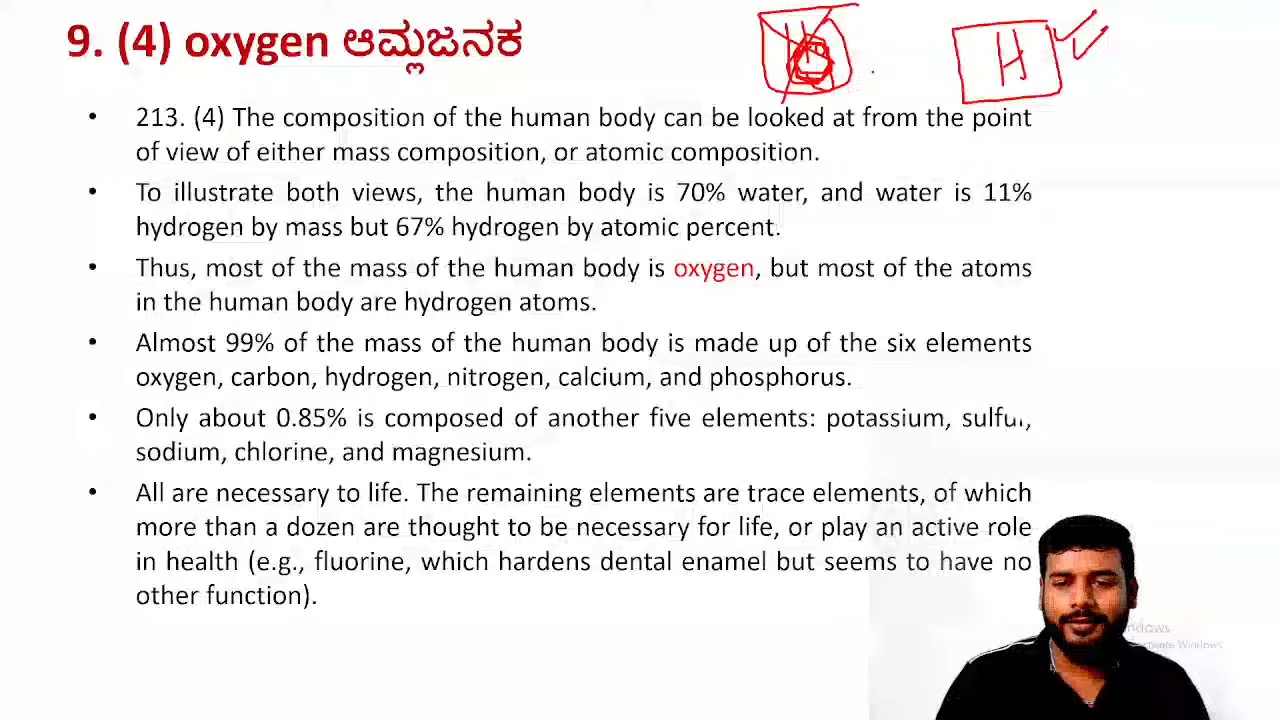 9. (4) oxygen ಆಮ್ಲಜನಕ
H
• 213. (4) The composition of the human body can be looked at from the point
of view of either mass composition, or atomic composition.
• To illustrate both views, the human body is 70% water, and water is 11%
hydrogen by mass but 67% hydrogen by atomic percent.
• Thus, most of the mass of the human body is oxygen, but most of the atoms
in the human body are hydrogen atoms.
• Almost 99% of the mass of the human body is made up of the six elements
oxygen, carbon, hydrogen, nitrogen, calcium, and phosphorus.
• Only about 0.85% is composed of another five elements: potassium, sulfur,
sodium, chlorine, and magnesium.
• All are necessary to life. The remaining elements are trace elements, of which
more than a dozen are thought to be necessary for life, or play an active role
in health (e.g., fluorine, which hardens dental enamel but seems to have no
other function).
Windows